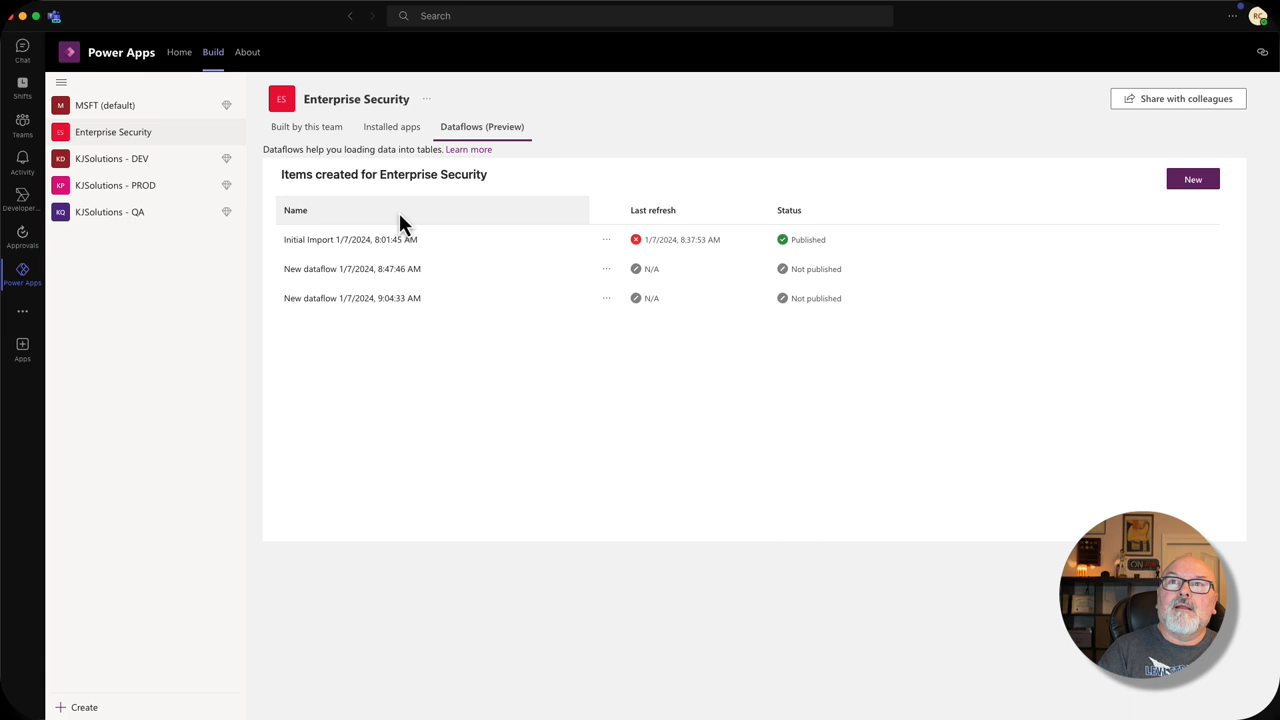 Search
RC
Power Apps
Home
Build
About
Chat
Shifts
Teams
Activity
Developer...
Approvals
Power Apps
Apps
M
MSFT (default)
ES
Enterprise Security
KD
KJSolutions - DEV
KP
KJSolutions - PROD
KQ
KJSolutions - QA
Create
ES
Enterprise Security
Share with colleagues
Built by this team
Installed apps
Dataflows (Preview)
Dataflows help you loading data into tables. Learn more
Items created for Enterprise Security
New
Name
Last refresh
Status
Initial Import 1/7/2024, 8:01:45 AM
1/7/2024, 8:37:53 AM
Published
New dataflow 1/7/2024, 8:47:46 AM
N/A
Not published
New dataflow 1/7/2024, 9:04:33 AM
N/A
Not published
ON